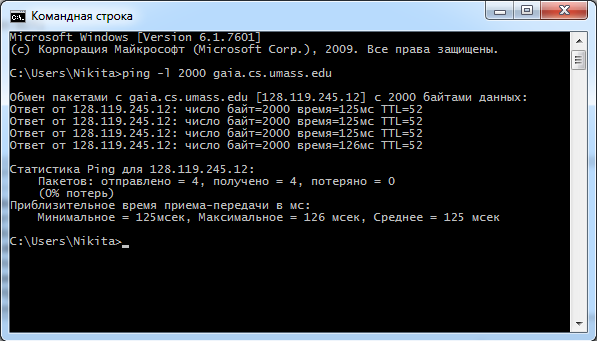 Командная строка
Microsoft Windows [Version 6.1.7601]
(c) Корпорация Майкрософт (Microsoft Corp.), 2009. Все права защищены.
C:\Users\Nikita>ping -l 2000 gaia.cs.umass.edu
Обмен пакетами с gaia.cs.umass.edu [128.119.245.12] с 2000 байтами данных:
Ответ от 128.119.245.12: число байт=2000 время=125мс TTL=52
Ответ от 128.119.245.12: число байт=2000 время=125мс TTL=52
Ответ от 128.119.245.12: число байт=2000 время=125мс TTL=52
Ответ от 128.119.245.12: число байт=2000 время=126мс TTL=52
Статистика Ping для 128.119.245.12:
Пакетов: отправлено = 4, получено = 4, потеряно = 0
(0% потерь)
Приблизительное время приема-передачи в мс:
Минимальное = 125мсек, Максимальное = 126 мсек, Среднее = 125 мсек
C:\Users\Nikita>